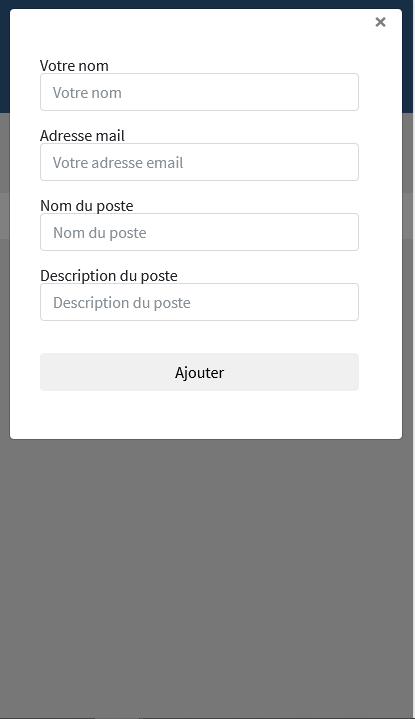 ×
Votre nom
Votre nom
Adresse mail
Votre adresse email
Nom du poste
Nom du poste
Description du poste
Description du poste
Ajouter